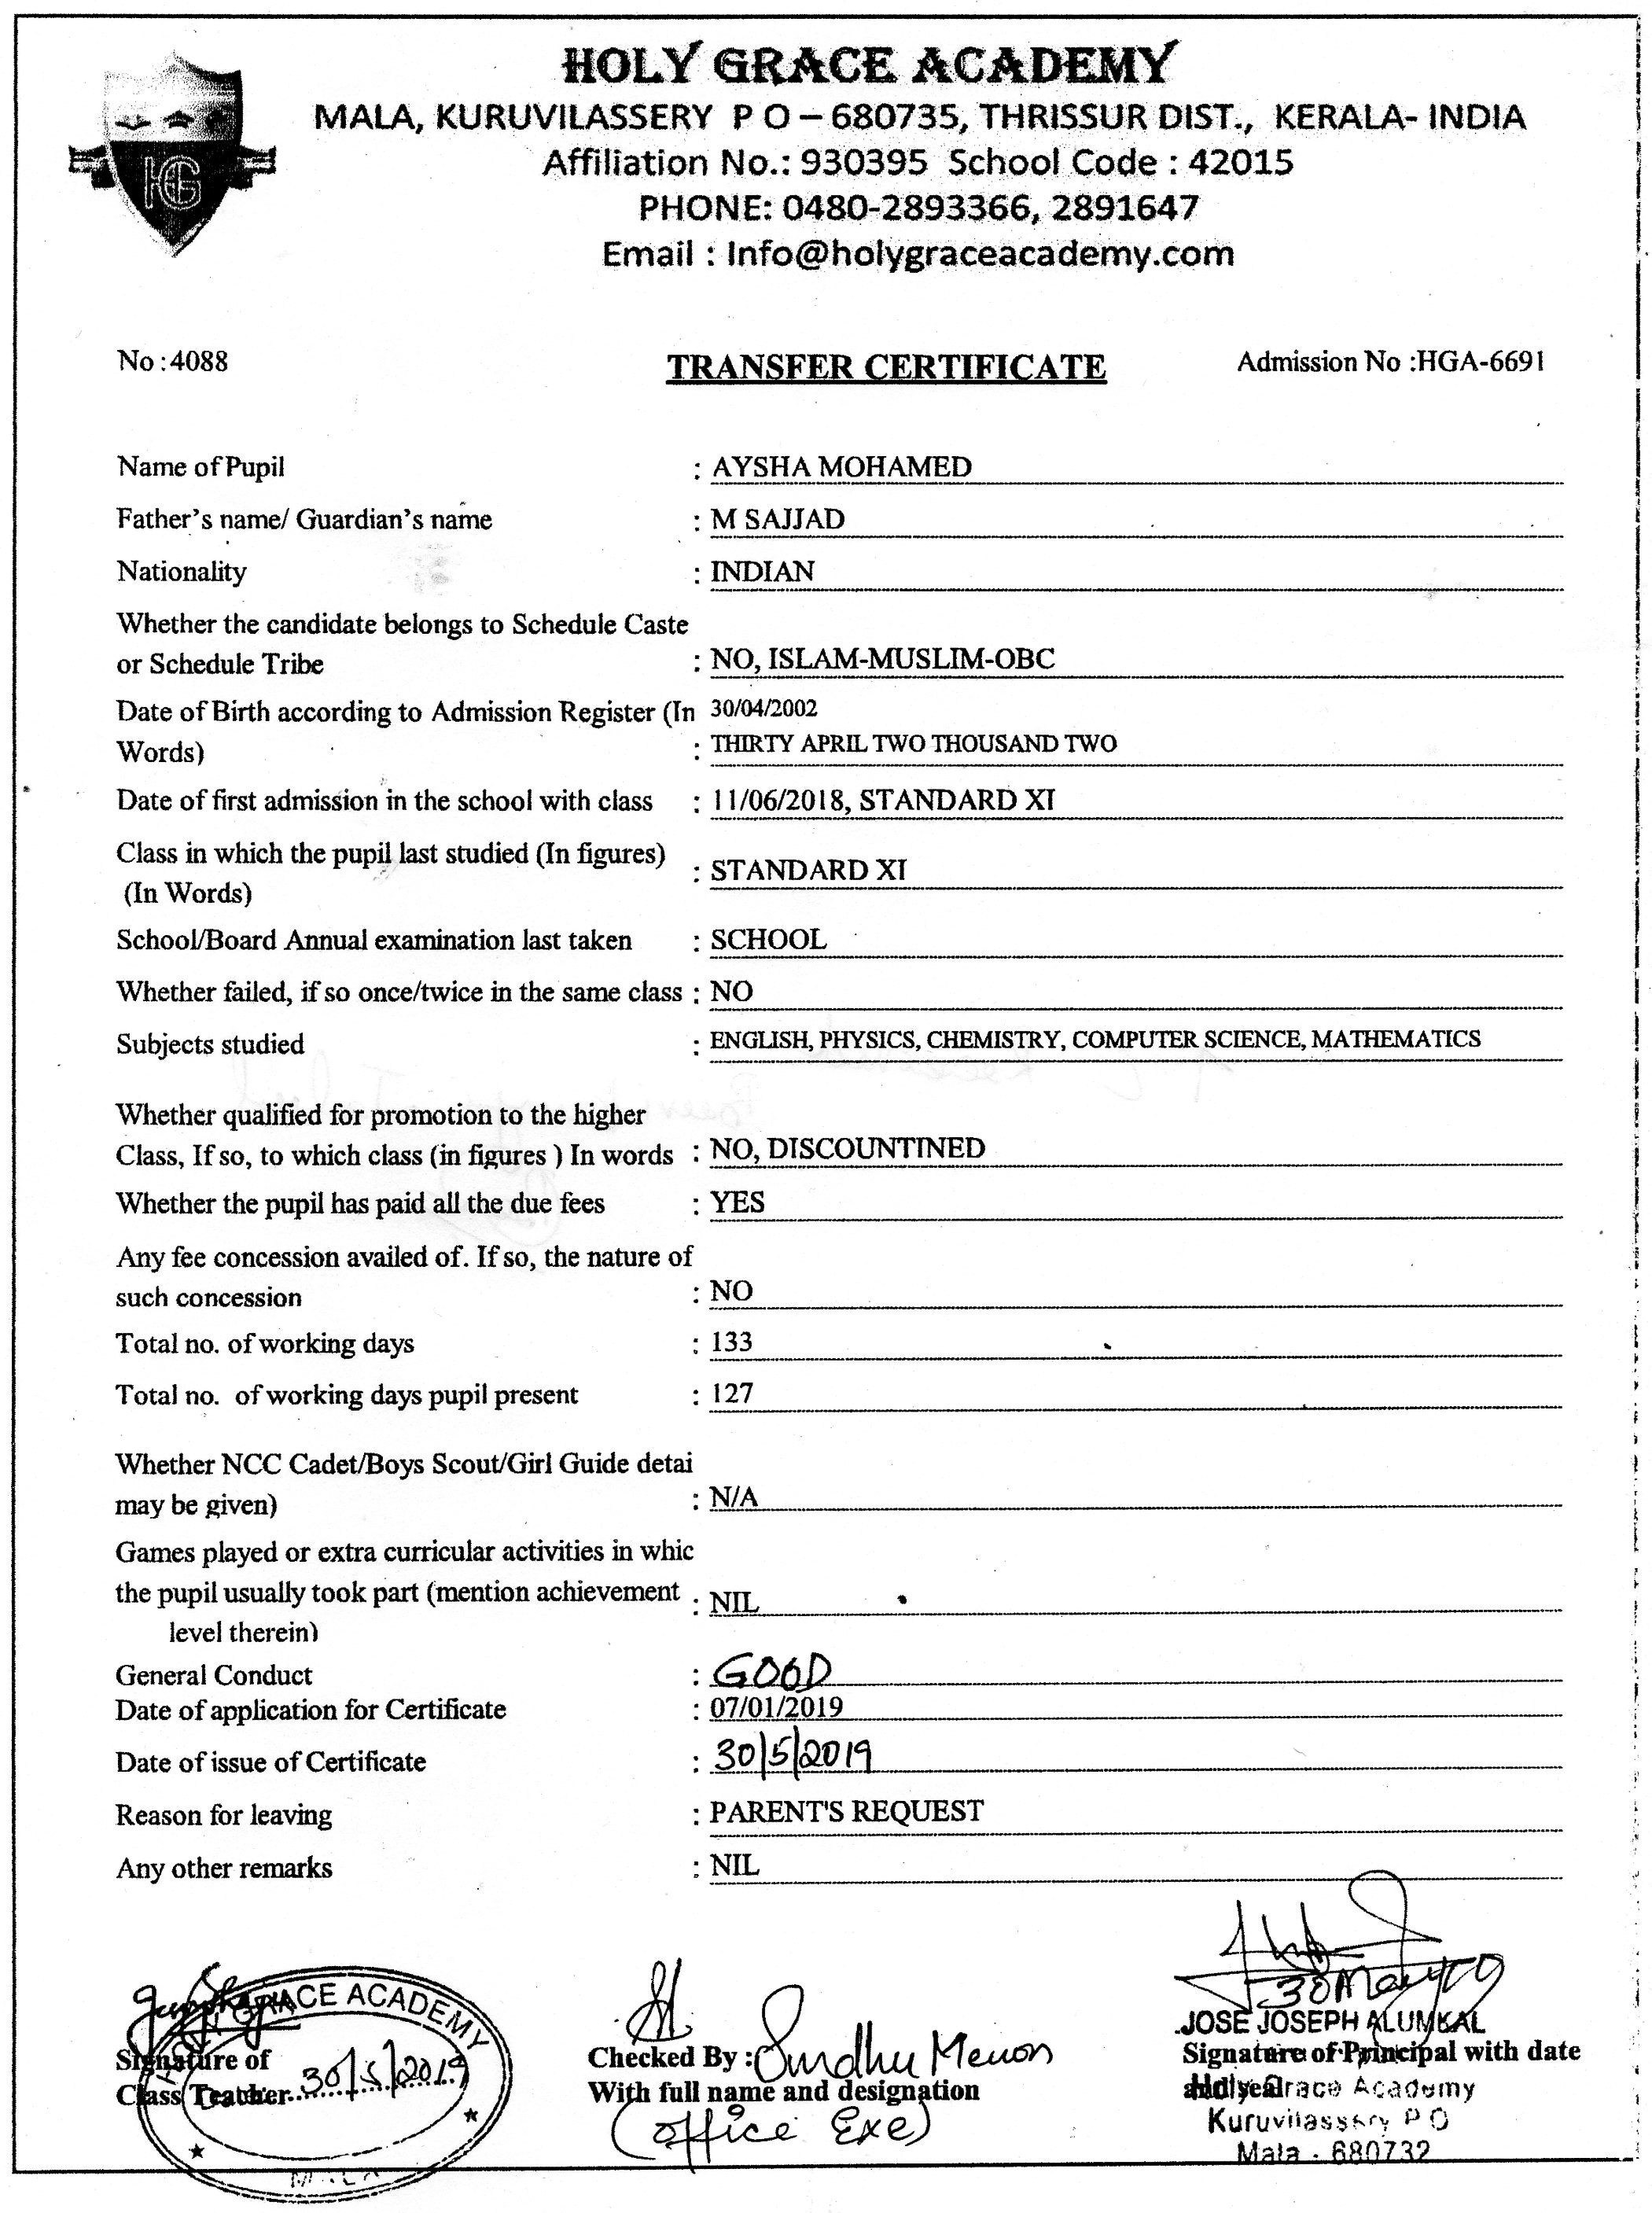 HOLY GRACE ACADEMY
MALA, KURUVILASSERY P O – 680735, THRISSUR DIST., KERALA- INDIA
Affiliation No.: 930395 School Code : 42015
PHONE: 0480-2893366, 2891647
Email : Info@holygraceacademy.com
HG
No : 4088 TRANSFER CERTIFICATE Admission No :HGA-6691
Name of Pupil : AYSHA MOHAMED
Father's name/ Guardian's name : M SAJJAD
Nationality : INDIAN
Whether the candidate belongs to Schedule Caste
or Schedule Tribe : NO, ISLAM-MUSLIM-OBC
Date of Birth according to Admission Register (In 30/04/2002
Words) : THIRTY APRIL TWO THOUSAND TWO
Date of first admission in the school with class : 11/06/2018, STANDARD XI
Class in which the pupil last studied (In figures)
(In Words) : STANDARD XI
School/Board Annual examination last taken : SCHOOL
Whether failed, if so once/twice in the same class : NO
Subjects studied : ENGLISH, PHYSICS, CHEMISTRY, COMPUTER SCIENCE, MATHEMATICS
Whether qualified for promotion to the higher
Class, If so, to which class (in figures ) In words : NO, DISCOUNTINED
Whether the pupil has paid all the due fees : YES
Any fee concession availed of. If so, the nature of
such concession : NO
Total no. of working days : 133
Total no. of working days pupil present : 127
Whether NCC Cadet/Boys Scout/Girl Guide detai
may be given) : N/A
Games played or extra curricular activities in whic
the pupil usually took part (mention achievement : NIL
level therein)
General Conduct : GOOD
Date of application for Certificate : 07/01/2019
Date of issue of Certificate : 30/5/2019
Reason for leaving : PARENT'S REQUEST
Any other remarks : NIL
HOLY GRACE ACADEMY
Signature of
Class Teacher
Date: 30/5/2019
MALA
Checked By : Sindhu Menon
With full name and designation
(Office Exe)
30 May 19
JOSE JOSEPH ALUMKAL
Signature of Principal with date
and seal
Holy Grace Academy
Kuruvilassery P O
Mala - 680732